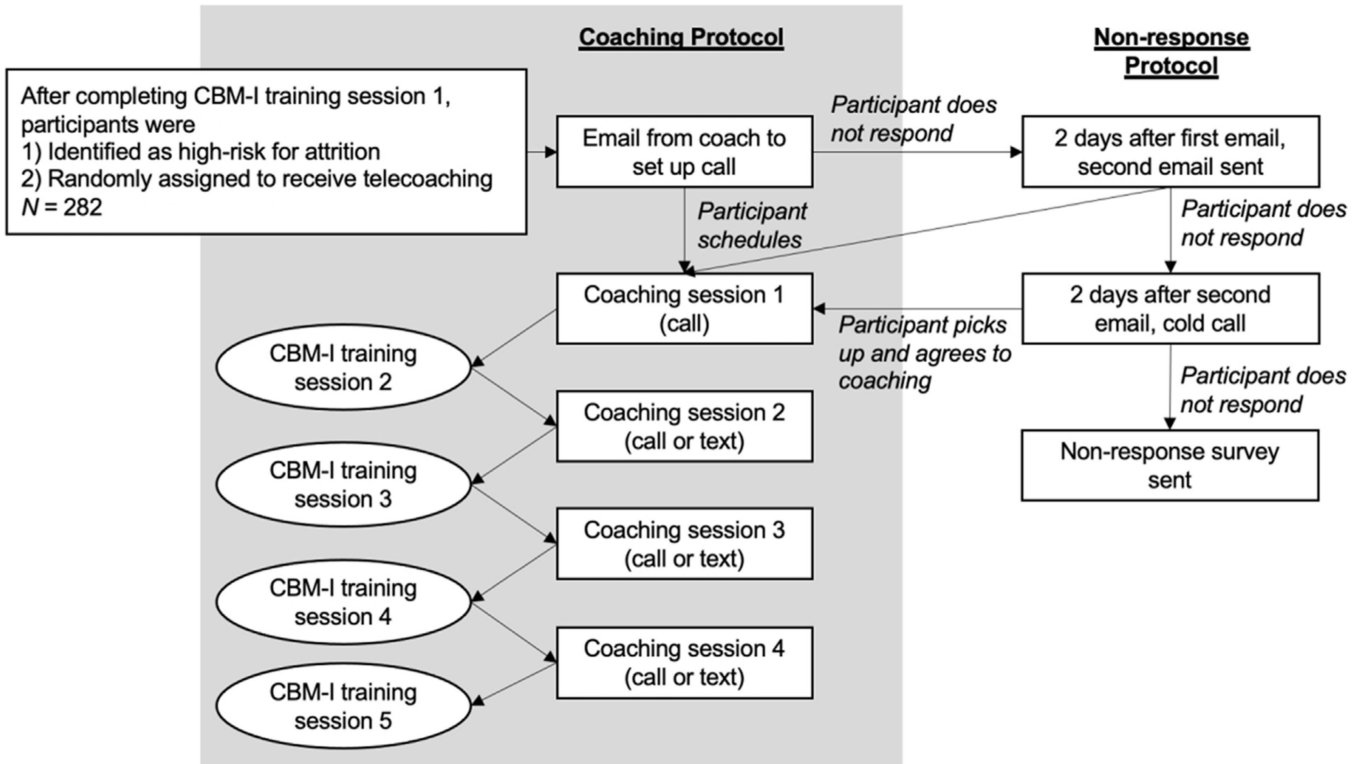 Coaching Protocol
Non-response
Protocol
After completing CBM-I training session 1,
participants were
1) Identified as high-risk for attrition
2) Randomly assigned to receive telecoaching
N = 282
Email from coach to
set up call
Participant does
not respond
2 days after first email,
second email sent
Participant
schedules
Participant does
not respond
Coaching session 1
(call)
Participant picks
up and agrees to
coaching
2 days after second
email, cold call
CBM-I training
session 2
Participant does
not respond
Coaching session 2
(call or text)
Non-response survey
sent
CBM-I training
session 3
Coaching session 3
(call or text)
CBM-I training
session 4
Coaching session 4
(call or text)
CBM-I training
session 5